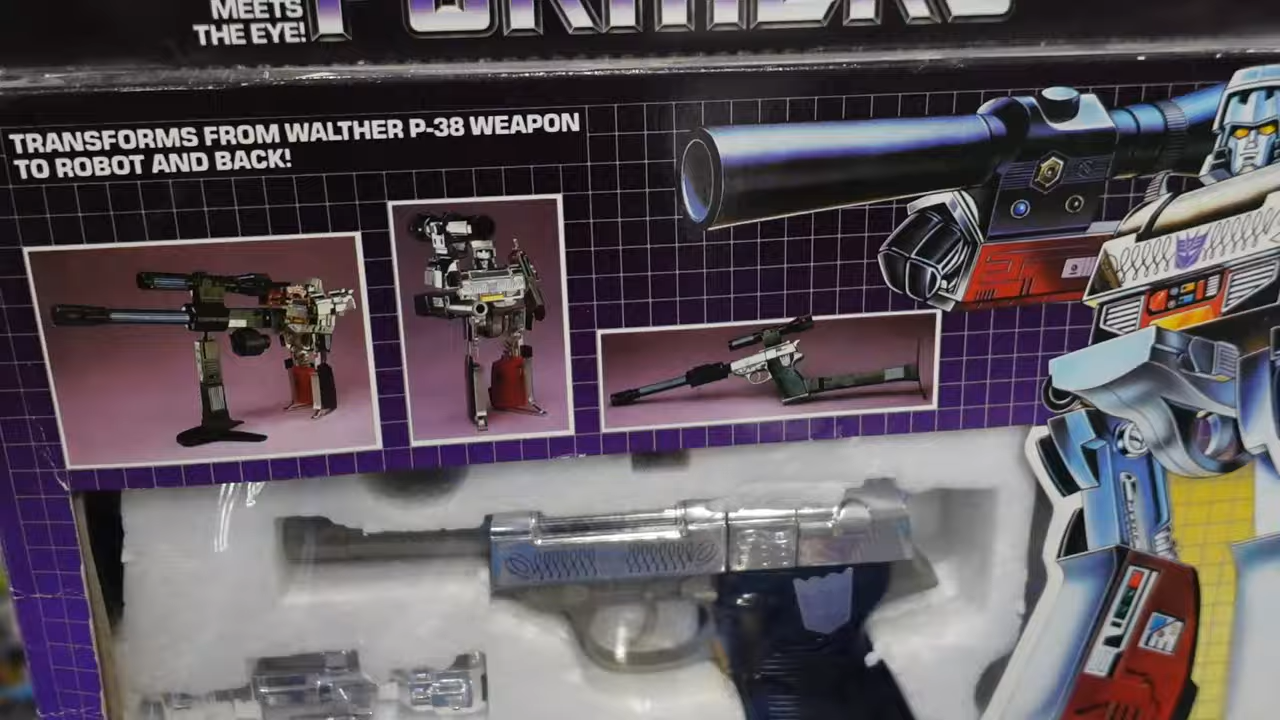 MEETS
THE EYE!
TRANSFORMS FROM WALTHER P-38 WEAPON
TO ROBOT AND BACK!